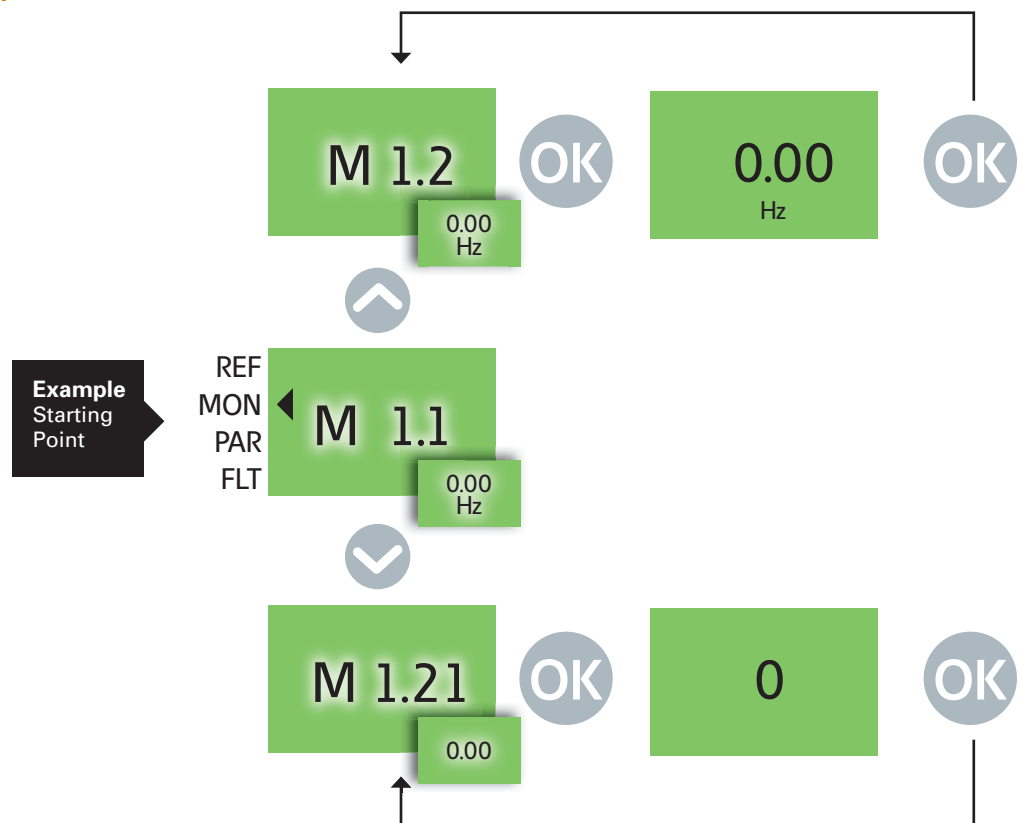 M 1.2
0.00
Hz
OK
0.00
Hz
OK
Example
Starting
Point
REF
MON
PAR
FLT
M 1.1
0.00
Hz
M 1.21
0.00
OK
0
OK